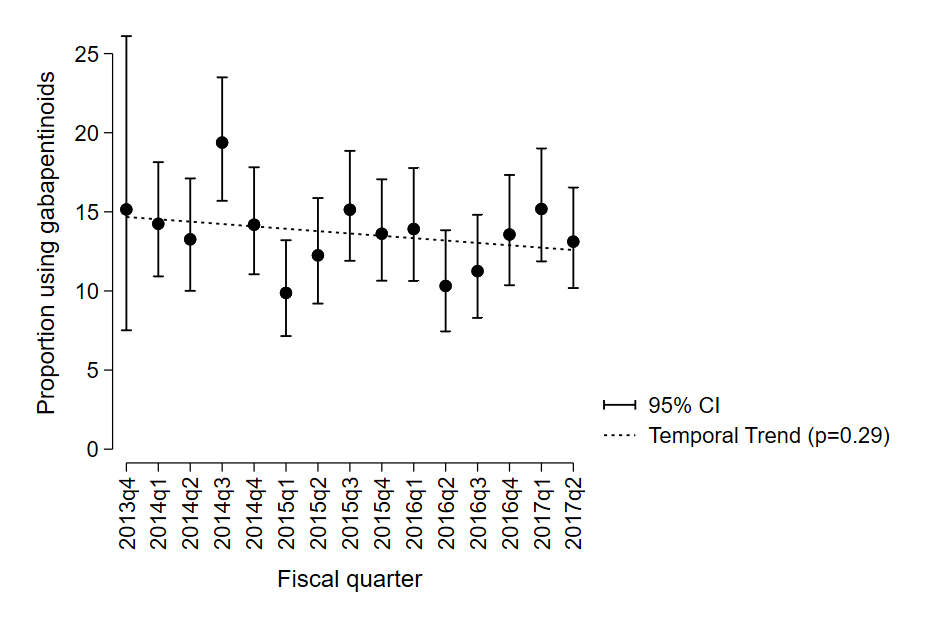 Proportion using gabapentinoids
25
20
15
10
5
0
2013q4
2014q1
2014q2
2014q3
2014q4
2015q1
2015q2
2015q3
2015q4
2016q1
2016q2
2016q3
2016q4
2017q1
2017q2
Fiscal quarter
95% CI
Temporal Trend (p=0.29)